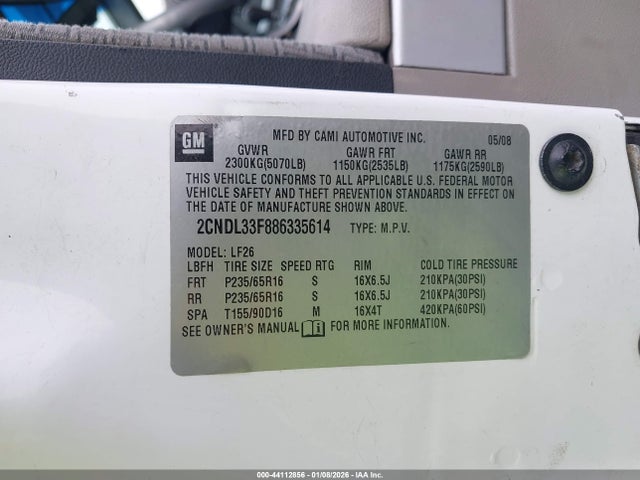 GM
MFD BY CAMI AUTOMOTIVE INC. 05/08
GVWR GAWR FRT GAWR RR
2300KG(5070LB) 1150KG(2535LB) 1175KG(2590LB)
THIS VEHICLE CONFORMS TO ALL APPLICABLE U.S. FEDERAL MOTOR
VEHICLE SAFETY AND THEFT PREVENTION STANDARDS IN EFFECT ON
THE DATE OF MANUFACTURE SHOWN ABOVE.
2CNDL33F886335614 TYPE: M.P.V.
MODEL: LF26
LBFH TIRE SIZE SPEED RTG RIM COLD TIRE PRESSURE
FRT P235/65R16 S 16X6.5J 210KPA(30PSI)
RR P235/65R16 S 16X6.5J 210KPA(30PSI)
SPA T155/90D16 M 16X4T 420KPA(60PSI)
SEE OWNER'S MANUAL FOR MORE INFORMATION.
000-44112856 | 01/08/2026 | IAA Inc.